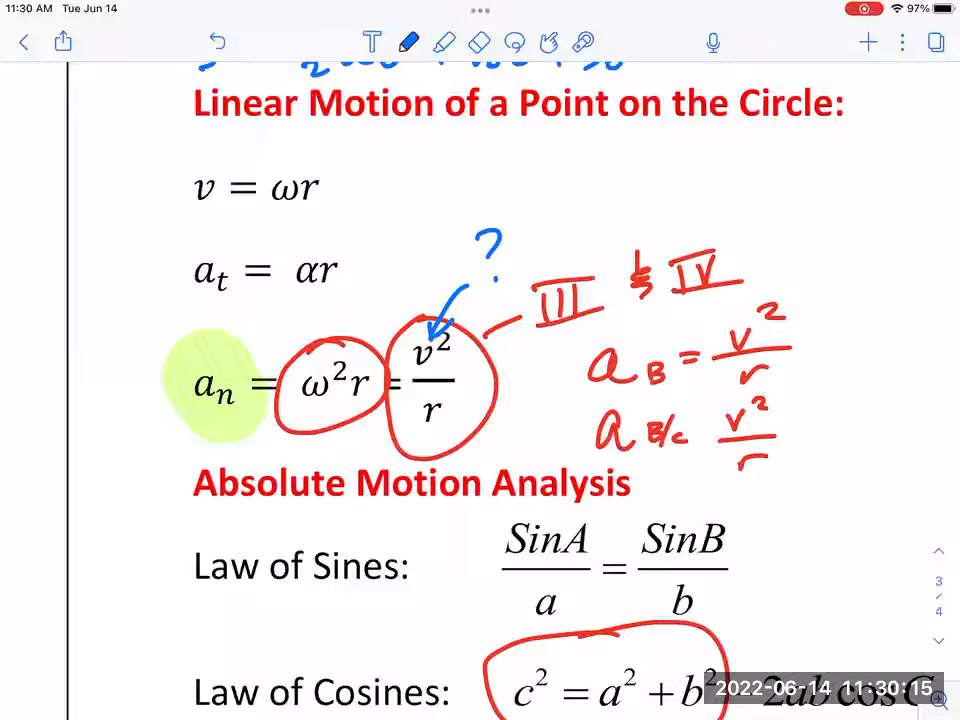 11:30 AM Tue Jun 14
97%
Linear Motion of a Point on the Circle:
v = ωr
?
a_t = αr
III & IV
a_n = ω²r = v²/r
a_B = v²/r
a_B/C v²/r
Absolute Motion Analysis
Law of Sines: SinA/a = SinB/b
3/4
Law of Cosines: c² = a² + b² - 2ab cos C
2022-06-14 11:30:15